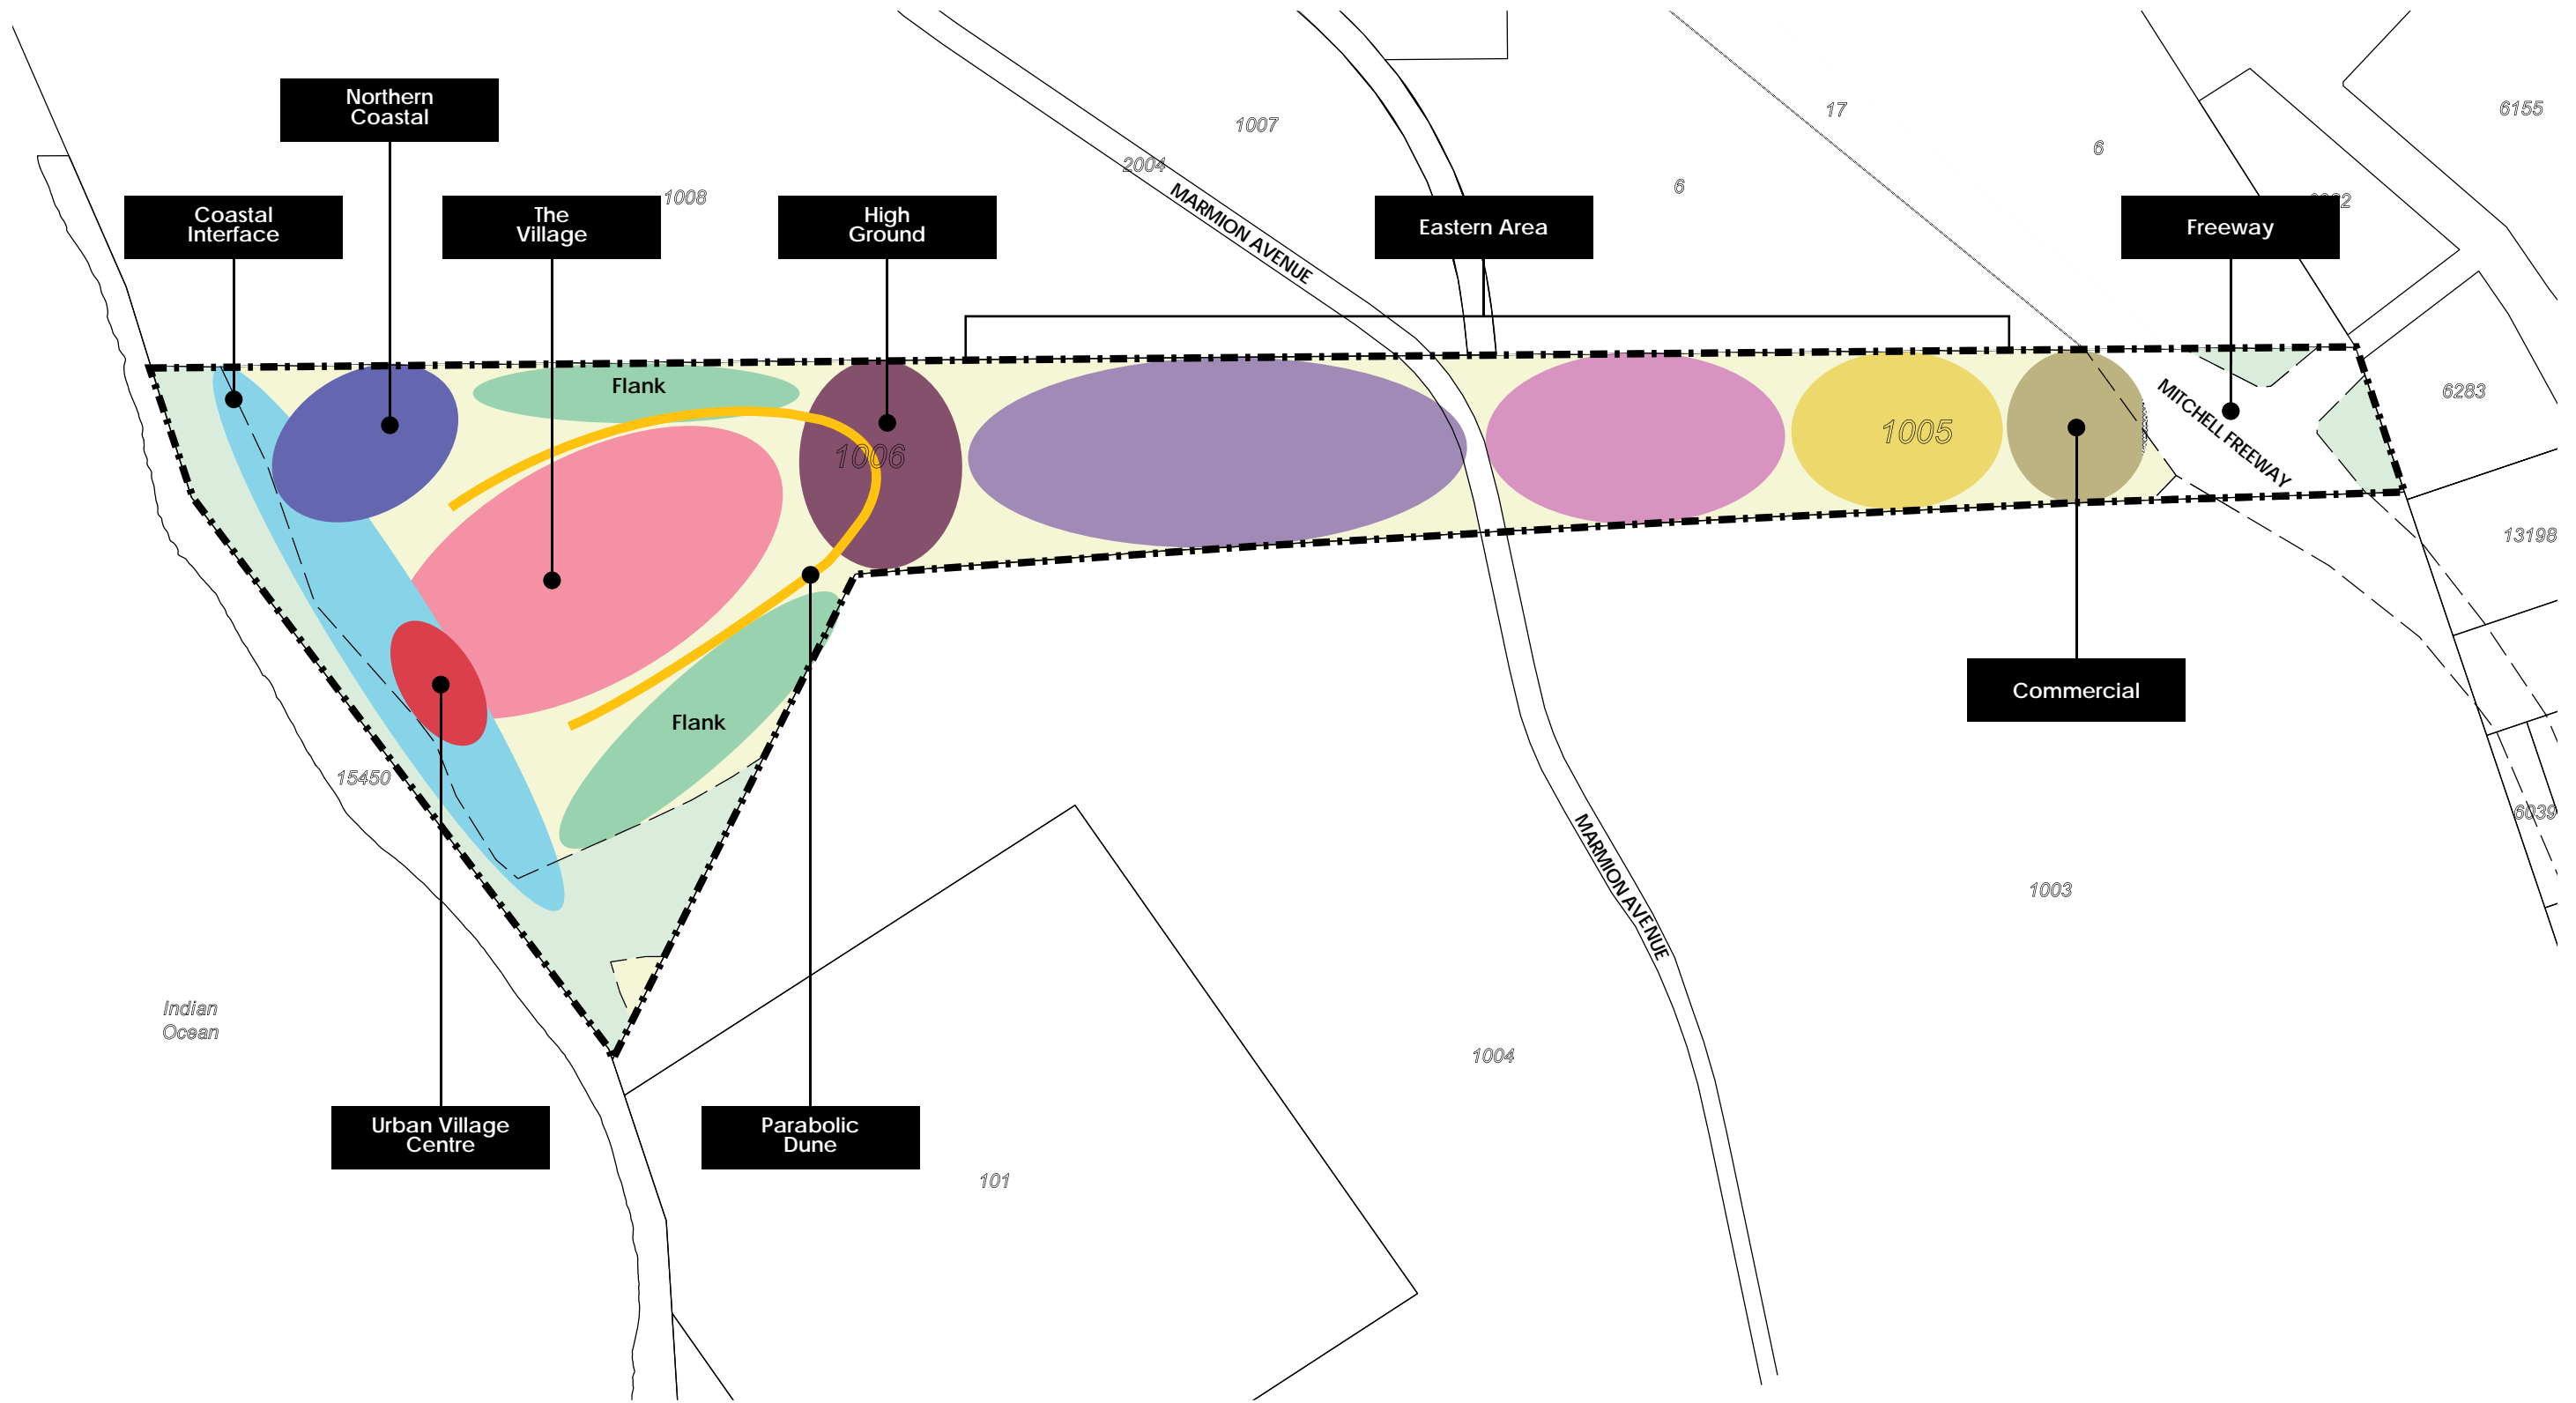 Northern
Coastal
1007
17
6155
2004
6
6
1008
Coastal
Interface
The
Village
High
Ground
MARMION AVENUE
Eastern Area
Freeway
Flank
MITCHELL FREEWAY
6283
1006
1005
13198
Commercial
Flank
15450
6039
MARMION AVENUE
1003
Indian
Ocean
1004
Urban Village
Centre
Parabolic
Dune
101